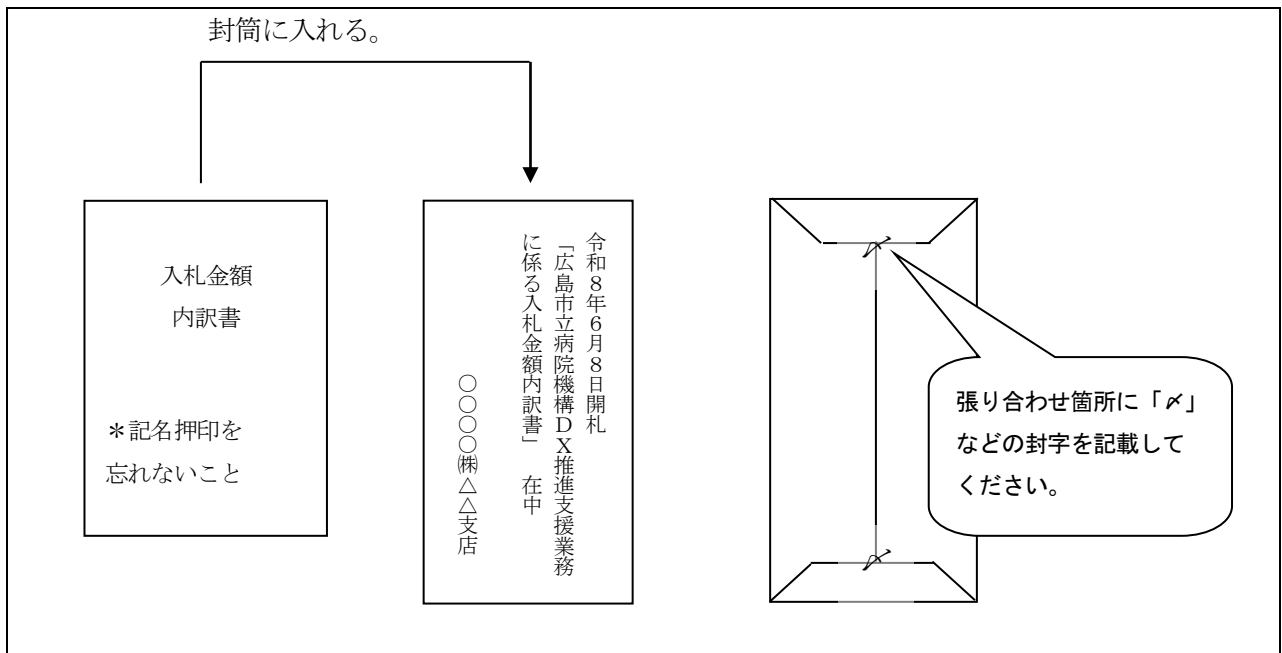 封筒に入れる。
入札金額
内訳書
＊記名押印を
忘れないこと
令和８年６月８日開札
「広島市立病院機構ＤＸ推進支援業務
に係る入札金額内訳書」　在中
○○○○㈱△△支店
〆
〆
張り合わせ箇所に「〆」
などの封字を記載して
ください。